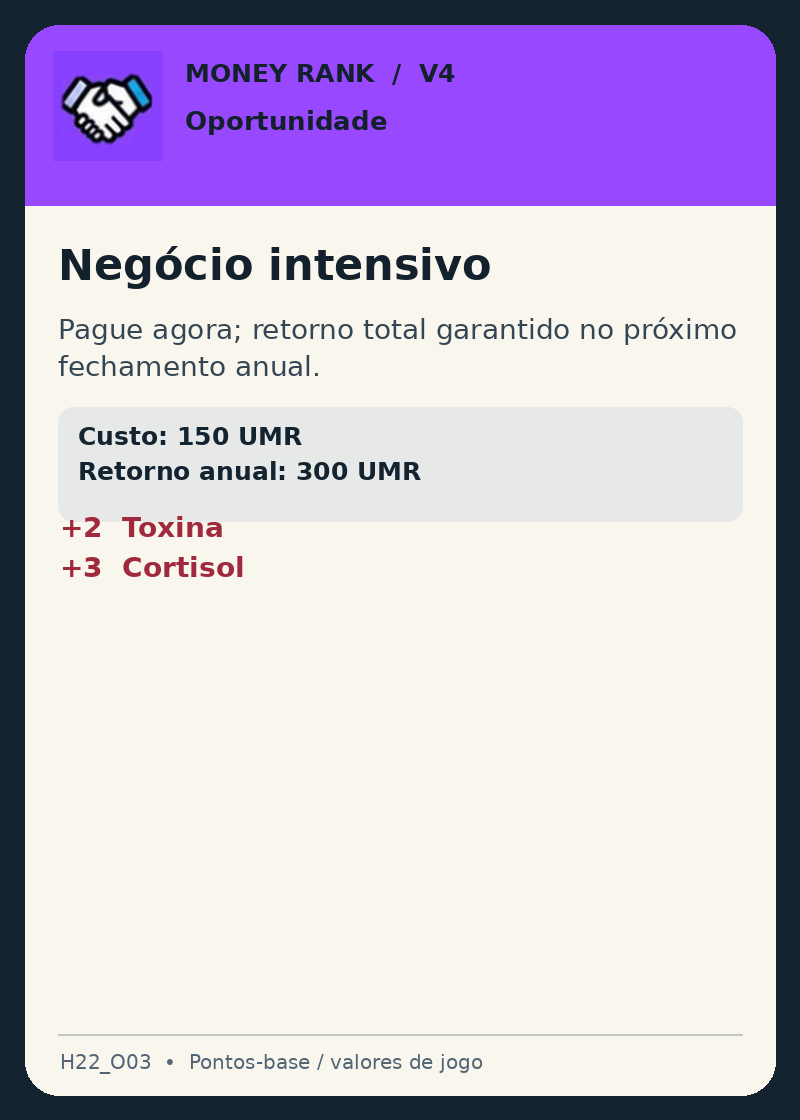 MONEY RANK / V4
Oportunidade
Negócio intensivo
Pague agora; retorno total garantido no próximo
fechamento anual.
Custo: 150 UMR
Retorno anual: 300 UMR
+2 Toxina
+3 Cortisol
H22_O03 • Pontos-base / valores de jogo